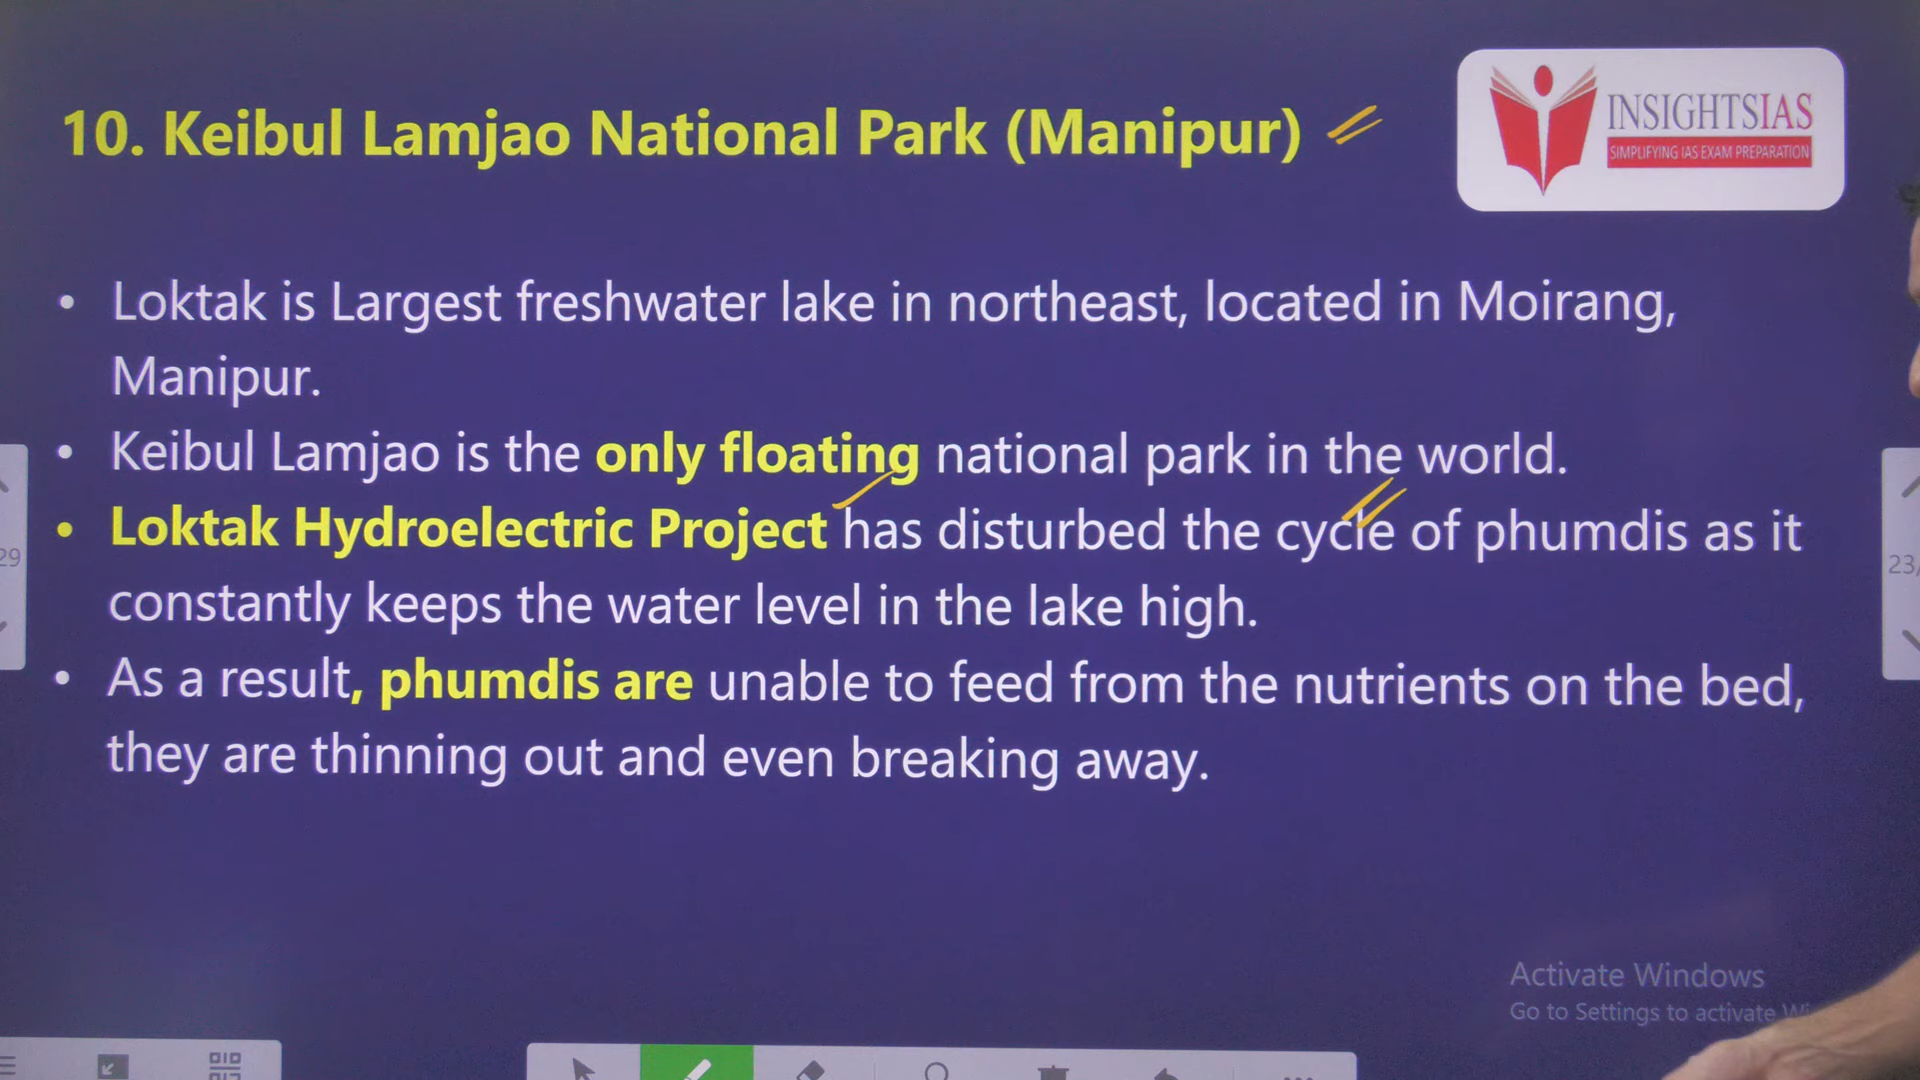 10. Keibul Lamjao National Park (Manipur)
INSIGHTSIAS
SIMPLIFYING IAS EXAM PREPARATION
• Loktak is Largest freshwater lake in northeast, located in Moirang,
Manipur.
• Keibul Lamjao is the only floating national park in the world.
• Loktak Hydroelectric Project has disturbed the cycle of phumdis as it
constantly keeps the water level in the lake high.
• As a result, phumdis are unable to feed from the nutrients on the bed,
they are thinning out and even breaking away.
29
23/
Activate Windows
Go to Settings to activate